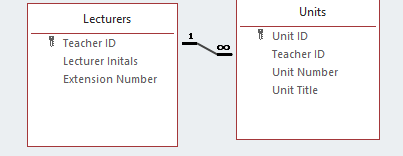 Lecturers
Teacher ID
Lecturer Initals
Extension Number
1
∞
Units
Unit ID
Teacher ID
Unit Number
Unit Title